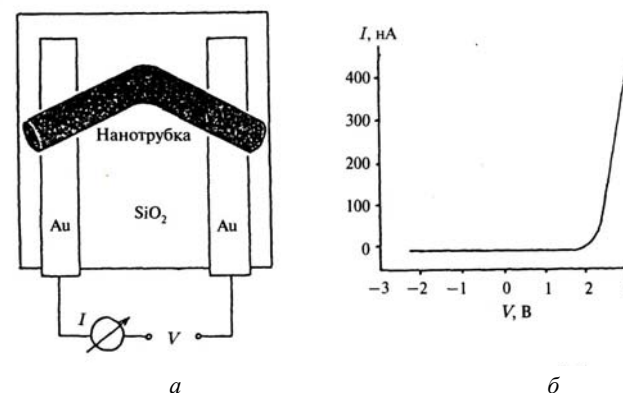 Нанотрубка
SiO₂
Au
Au
I
V
а
I, нА
400
300
200
100
0
−3 −2 −1 0 1 2
V, В
б